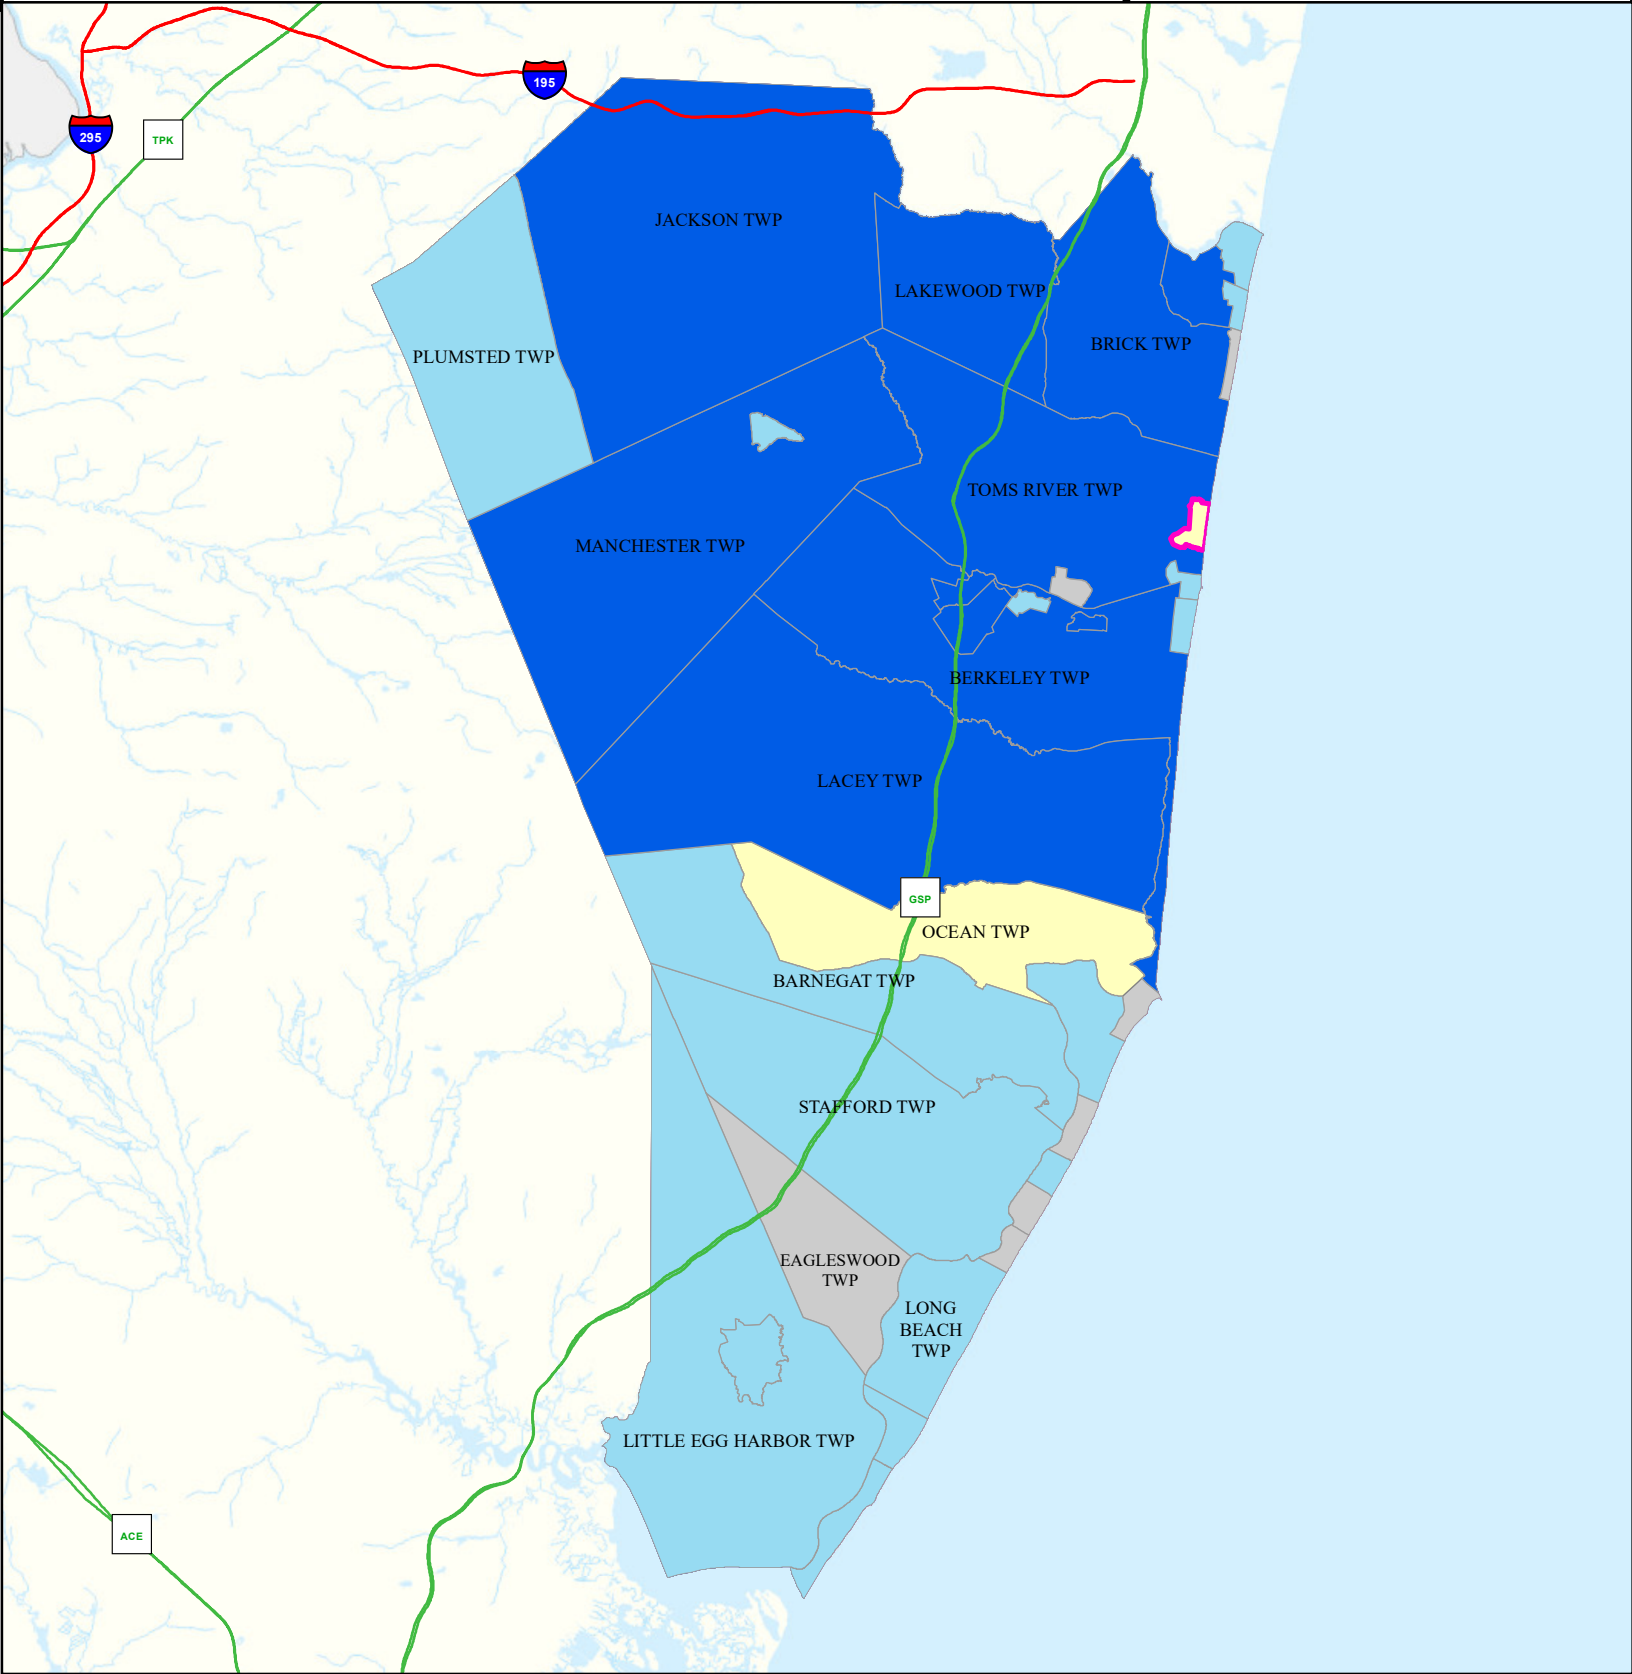 195
295
TPK
JACKSON TWP
LAKEWOOD TWP
BRICK TWP
PLUMSTED TWP
TOMS RIVER TWP
MANCHESTER TWP
BERKELEY TWP
LACEY TWP
GSP
OCEAN TWP
BARNEGAT TWP
STAFFORD TWP
EAGLESWOOD
TWP
LONG
BEACH
TWP
LITTLE EGG HARBOR TWP
ACE